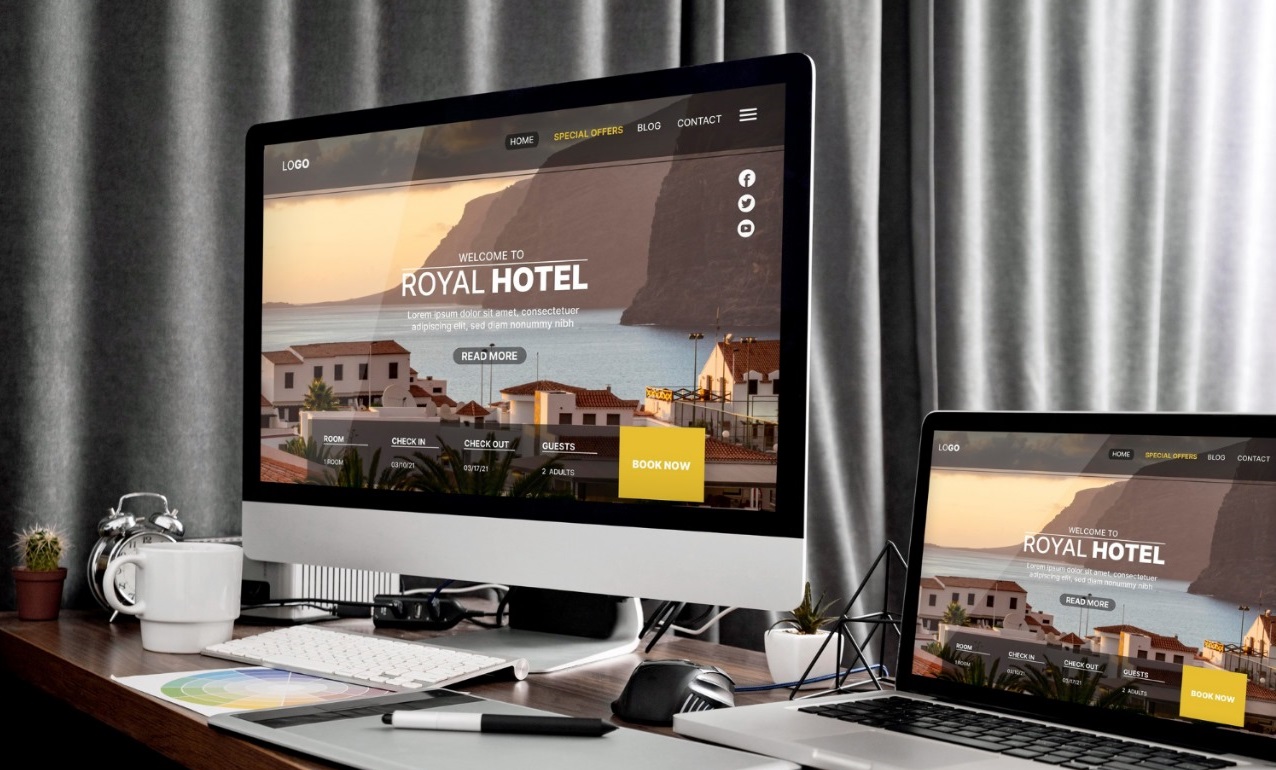 LOGO
HOME SPECIAL OFFERS BLOG CONTACT
WELCOME TO
ROYAL HOTEL
Lorem ipsum dolor sit amet, consectetuer
adipiscing elit, sed diam nonummy nibh
READ MORE
ROOM CHECK IN CHECK OUT GUESTS
1 ROOM 03/10/21 03/17/21 2 ADULTS
BOOK NOW
LOGO
HOME SPECIAL OFFERS BLOG CONTACT
WELCOME TO
ROYAL HOTEL
Lorem ipsum dolor sit amet, consectetuer
adipiscing elit, sed diam nonummy nibh
READ MORE
ROOM CHECK IN CHECK OUT GUESTS
1 ROOM 03/10/21 03/17/21 2 ADULTS
BOOK NOW